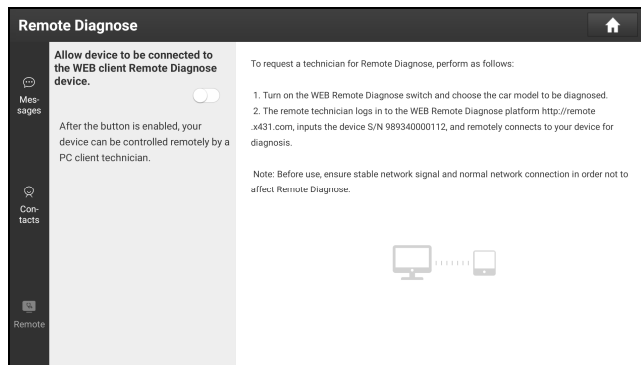 Remote Diagnose
Mes-
sages
Con-
tacts
Remote
Allow device to be connected to
the WEB client Remote Diagnose
device.
After the button is enabled, your
device can be controlled remotely by a
PC client technician.
To request a technician for Remote Diagnose, perform as follows:
1. Turn on the WEB Remote Diagnose switch and choose the car model to be diagnosed.
2. The remote technician logs in to the WEB Remote Diagnose platform http://remote
.x431.com, inputs the device S/N 989340000112, and remotely connects to your device for
diagnosis.
Note: Before use, ensure stable network signal and normal network connection in order not to
affect Remote Diagnose.